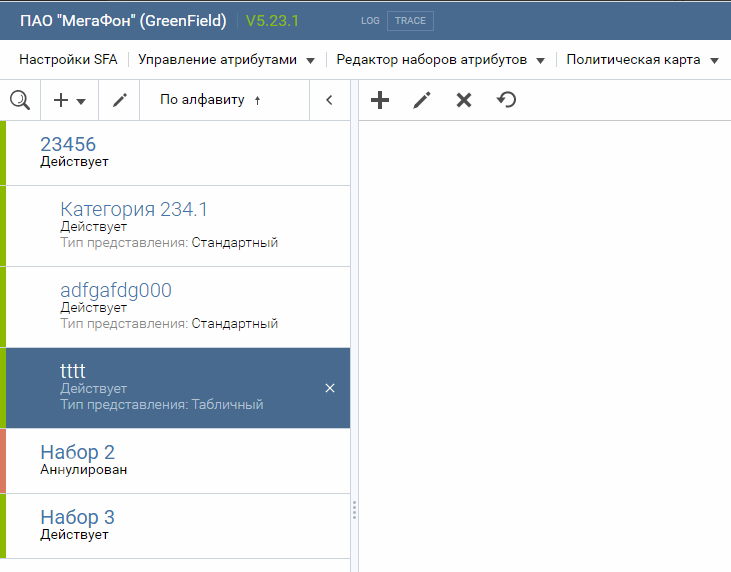 ПАО "МегаФон" (GreenField) V5.23.1 LOG TRACE
Настройки SFA Управление атрибутами Редактор наборов атрибутов Политическая карта
По алфавиту ↑
23456
Действует
Категория 234.1
Действует
Тип представления: Стандартный
adfgafdg000
Действует
Тип представления: Стандартный
tttt
Действует
Тип представления: Табличный
Набор 2
Аннулирован
Набор 3
Действует